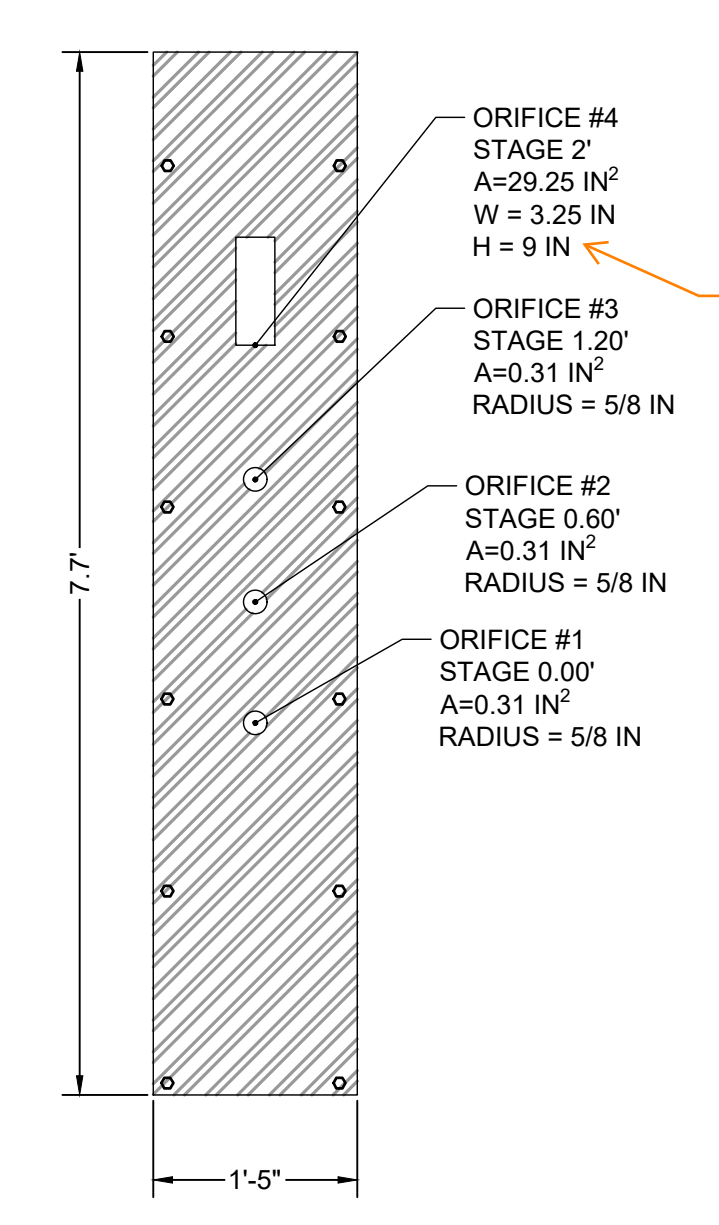 ORIFICE #4
STAGE 2'
A=29.25 IN²
W = 3.25 IN
H = 9 IN
ORIFICE #3
STAGE 1.20'
A=0.31 IN²
RADIUS = 5/8 IN
ORIFICE #2
STAGE 0.60'
A=0.31 IN²
RADIUS = 5/8 IN
7.7'
ORIFICE #1
STAGE 0.00'
A=0.31 IN²
RADIUS = 5/8 IN
1'-5"